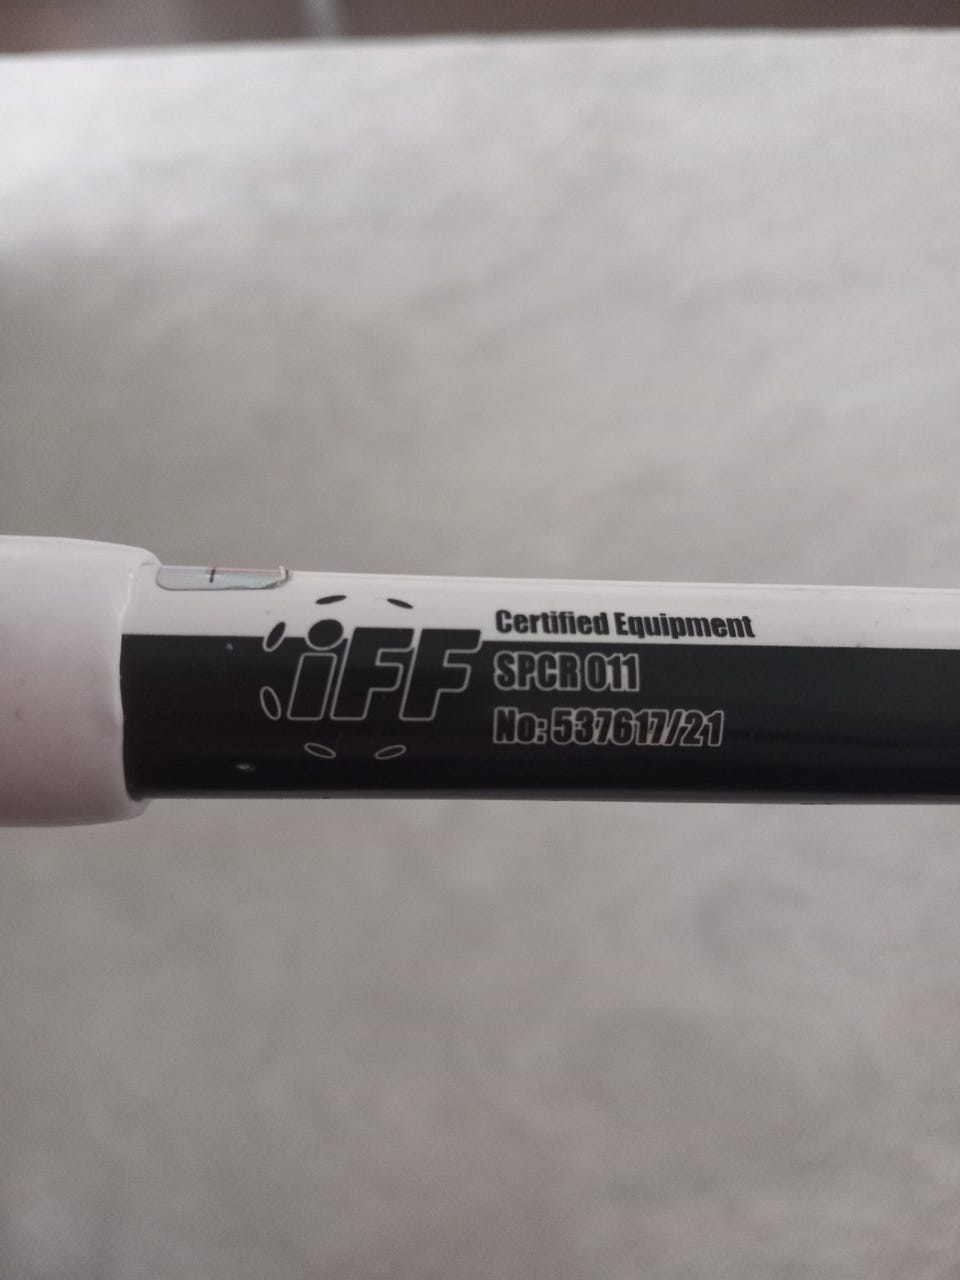 iFF
Certified Equipment
SPCR 011
No: 537617/21